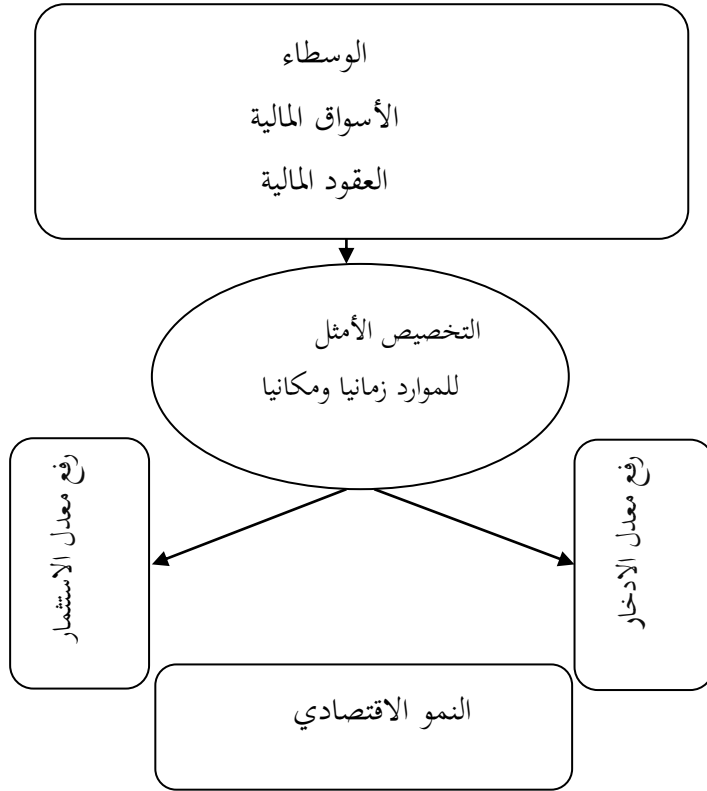 الوسطاء
الأسواق المالية
العقود المالية
التخصيص الأمثل
للموارد زمانيا ومكانيا
رفع معدل الادخار
رفع معدل الاستثمار
النمو الاقتصادي